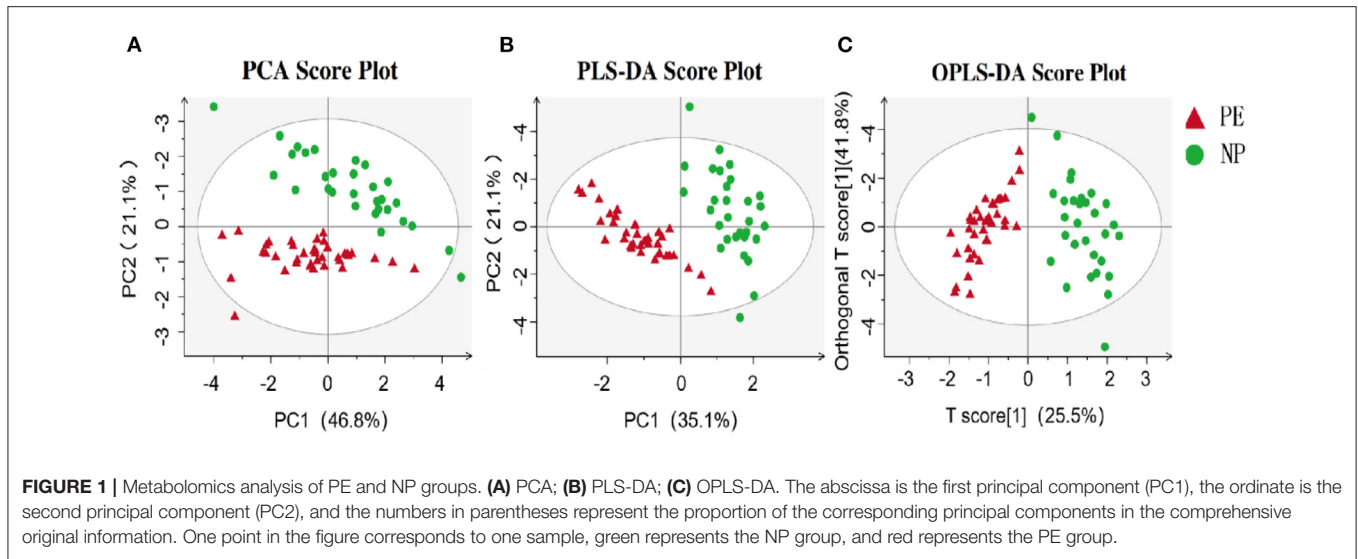 A
B
C
PCA Score Plot
PLS-DA Score Plot
OPLS-DA Score Plot
PE
NP
PC2 ( 21.1%)
-3
-2
-1
0
-1
-2
-3
-4
-2
0
2
4
PC1 (46.8%)
PC2 ( 21.1%)
-4
-2
0
-2
-4
-4
-2
0
2
4
PC1 (35.1%)
Orthogonal T score[1](41.8%)
-4
-2
0
-2
-4
-3
-2
-1
0
1
2
3
T score[1] (25.5%)
FIGURE 1 | Metabolomics analysis of PE and NP groups. (A) PCA; (B) PLS-DA; (C) OPLS-DA. The abscissa is the first principal component (PC1), the ordinate is the
second principal component (PC2), and the numbers in parentheses represent the proportion of the corresponding principal components in the comprehensive
original information. One point in the figure corresponds to one sample, green represents the NP group, and red represents the PE group.